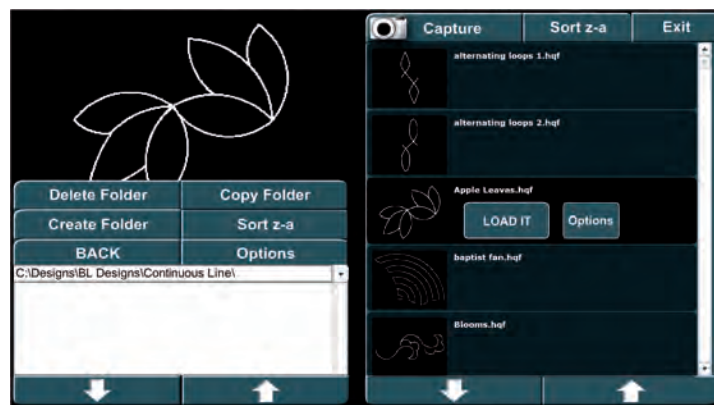 Delete Folder
Copy Folder
Create Folder
Sort z-a
BACK
Options
C:\Designs\BL Designs\Continuous Line\
Capture
Sort z-a
Exit
alternating loops 1.hqf
alternating loops 2.hqf
Apple Leaves.hqf
LOAD IT
Options
baptist fan.hqf
Blooms.hqf